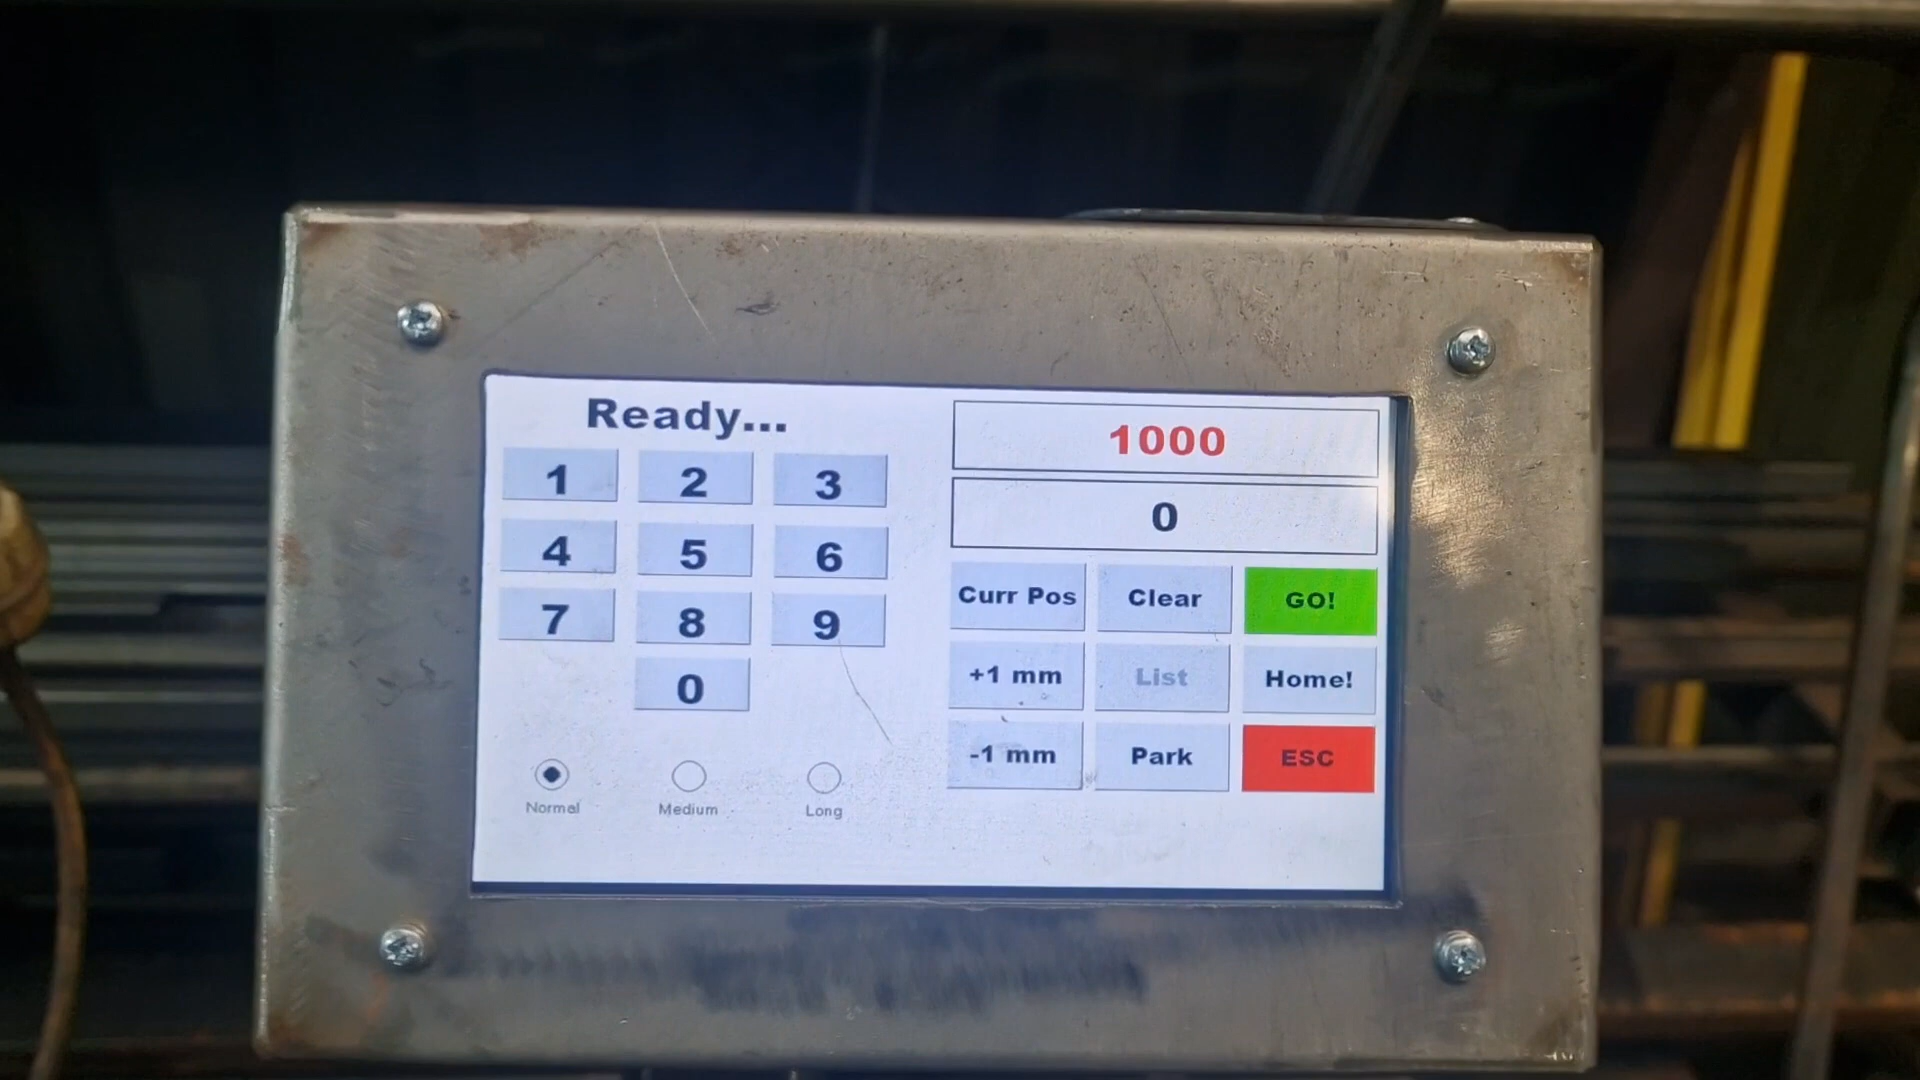 Ready...
1 2 3
4 5 6
7 8 9
0
Normal Medium Long
1000
0
Curr Pos Clear GO!
+1 mm List Home!
-1 mm Park ESC